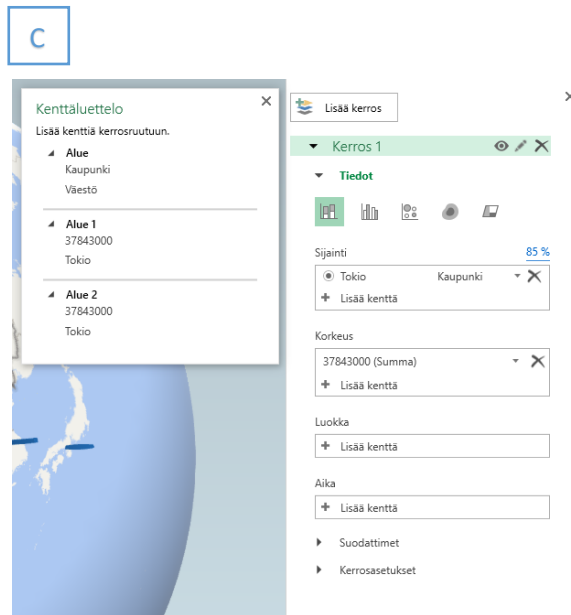 C
Kenttäluettelo
Lisää kenttiä kerrosruutuun.
Alue
Kaupunki
Väestö
Alue 1
37843000
Tokio
Alue 2
37843000
Tokio
Lisää kerros
Kerros 1
Tiedot
Sijainti 85 %
Tokio Kaupunki
Lisää kenttä
Korkeus
37843000 (Summa)
Lisää kenttä
Luokka
Lisää kenttä
Aika
Lisää kenttä
Suodattimet
Kerrosasetukset